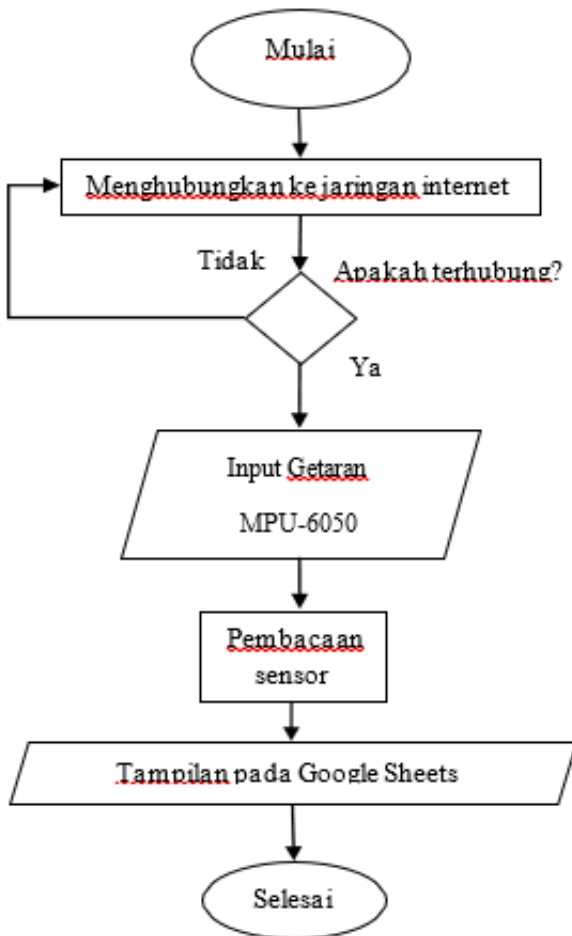 Mulai
Menghubungkan ke jaringan internet
Tidak
Apakah terhubung?
Ya
Input Getaran
MPU-6050
Pembacaan
sensor
Tampilan pada Google Sheets
Selesai